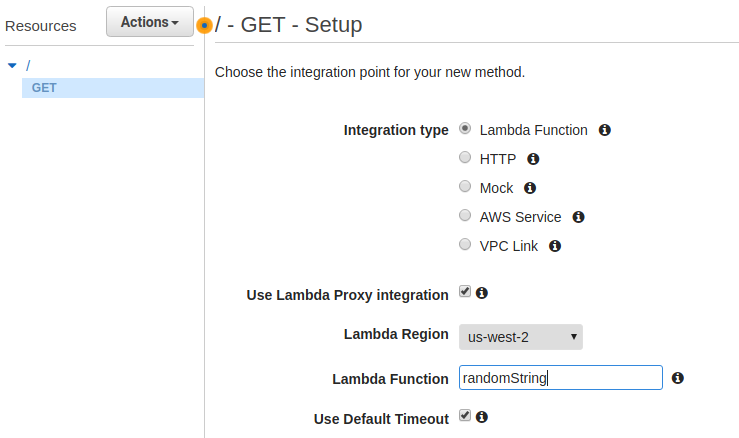 Resources
Actions
/ - GET - Setup
/
GET
Choose the integration point for your new method.
Integration type
Lambda Function
HTTP
Mock
AWS Service
VPC Link
Use Lambda Proxy integration
Lambda Region
us-west-2
Lambda Function
randomString
Use Default Timeout